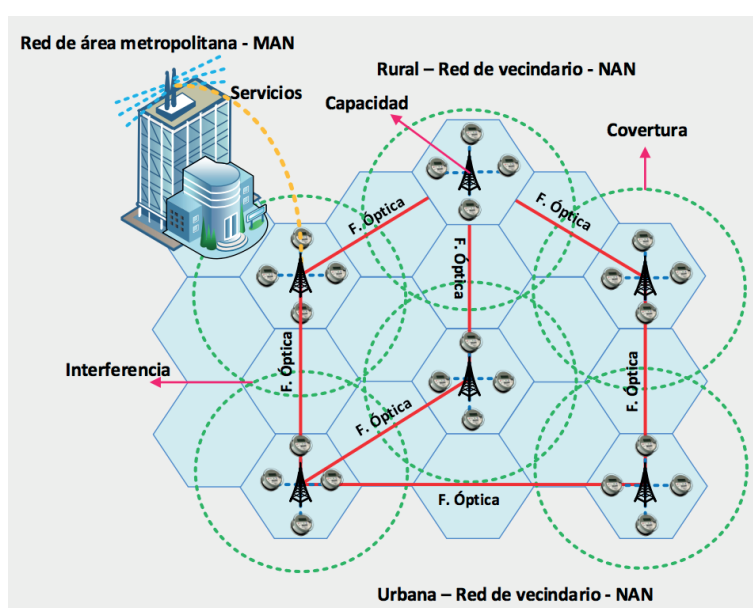 Red de área metropolitana - MAN
Servicios
Rural – Red de vecindario - NAN
Capacidad
Covertura
F. Óptica
F. Óptica
F. Óptica
Interferencia
F. Óptica
F. Óptica
F. Óptica
F. Óptica
Urbana – Red de vecindario - NAN